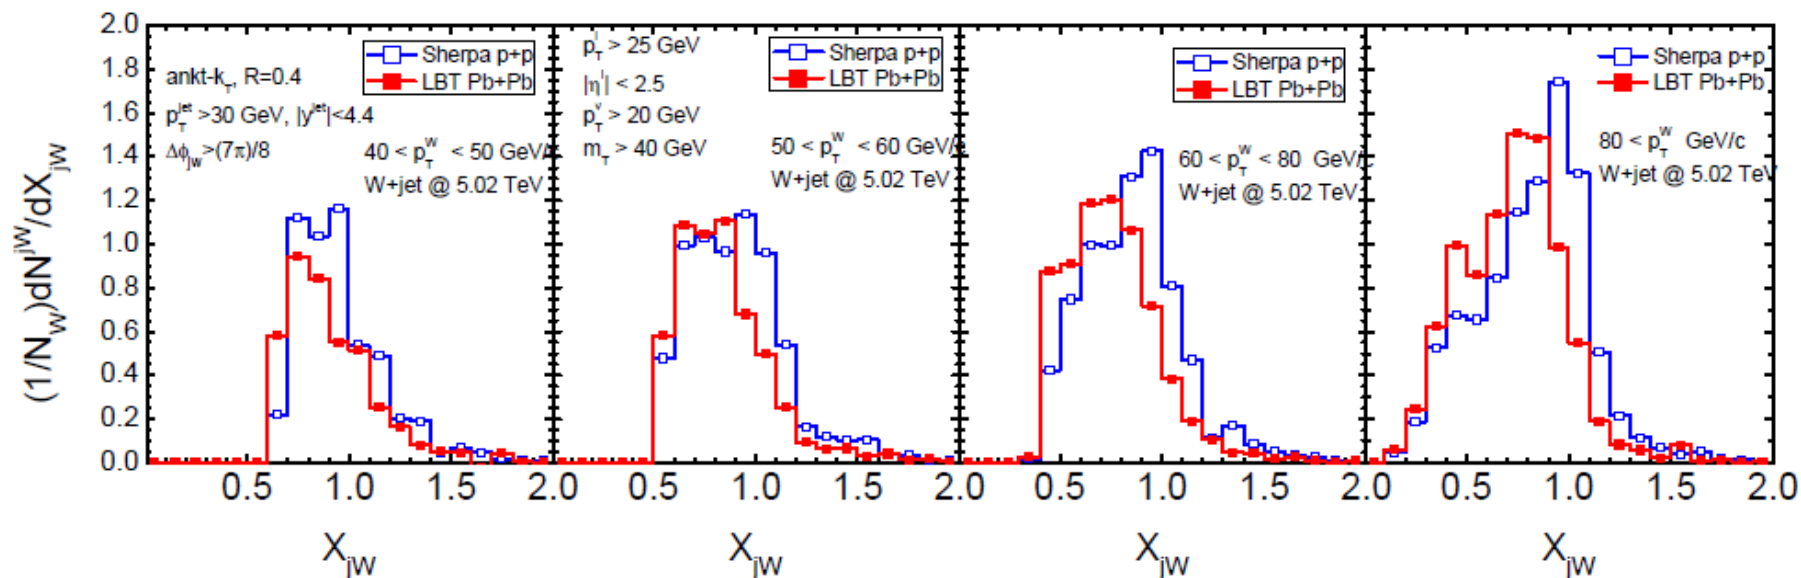 (1/N_W)dN^jW/dX_jW
2.0
1.8
1.6
1.4
1.2
1.0
0.8
0.6
0.4
0.2
0.0
Sherpa p+p
LBT Pb+Pb
ankt-k_T, R=0.4
p_T^jet >30 GeV, |y^jet|<4.4
Δϕ_jW>(7π)/8
40 < p_T^W < 50 GeV/
W+jet @ 5.02 TeV
0.5 1.0 1.5 2.0
X_jW
p_T^l > 25 GeV
|η^l| < 2.5
p_T^ν > 20 GeV
m_T > 40 GeV
Sherpa p+p
LBT Pb+Pb
50 < p_T^W < 60 GeV/
W+jet @ 5.02 TeV
0.5 1.0 1.5 2.0
X_jW
Sherpa p+p
LBT Pb+Pb
60 < p_T^W < 80 GeV/
W+jet @ 5.02 TeV
0.5 1.0 1.5 2.0
X_jW
Sherpa p+p
LBT Pb+Pb
80 < p_T^W GeV/c
W+jet @ 5.02 TeV
0.5 1.0 1.5 2.0
X_jW